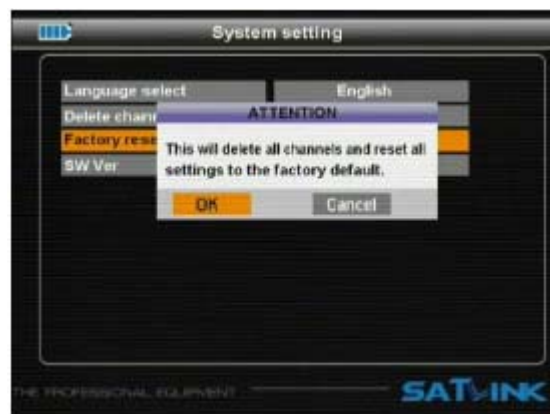 System setting
Language select English
Delete chann
ATTENTION
Factory rese
This will delete all channels and reset all
settings to the factory default.
SW Ver
OK Cancel
THE PROFESSIONAL EQUIPMENT
SATLINK